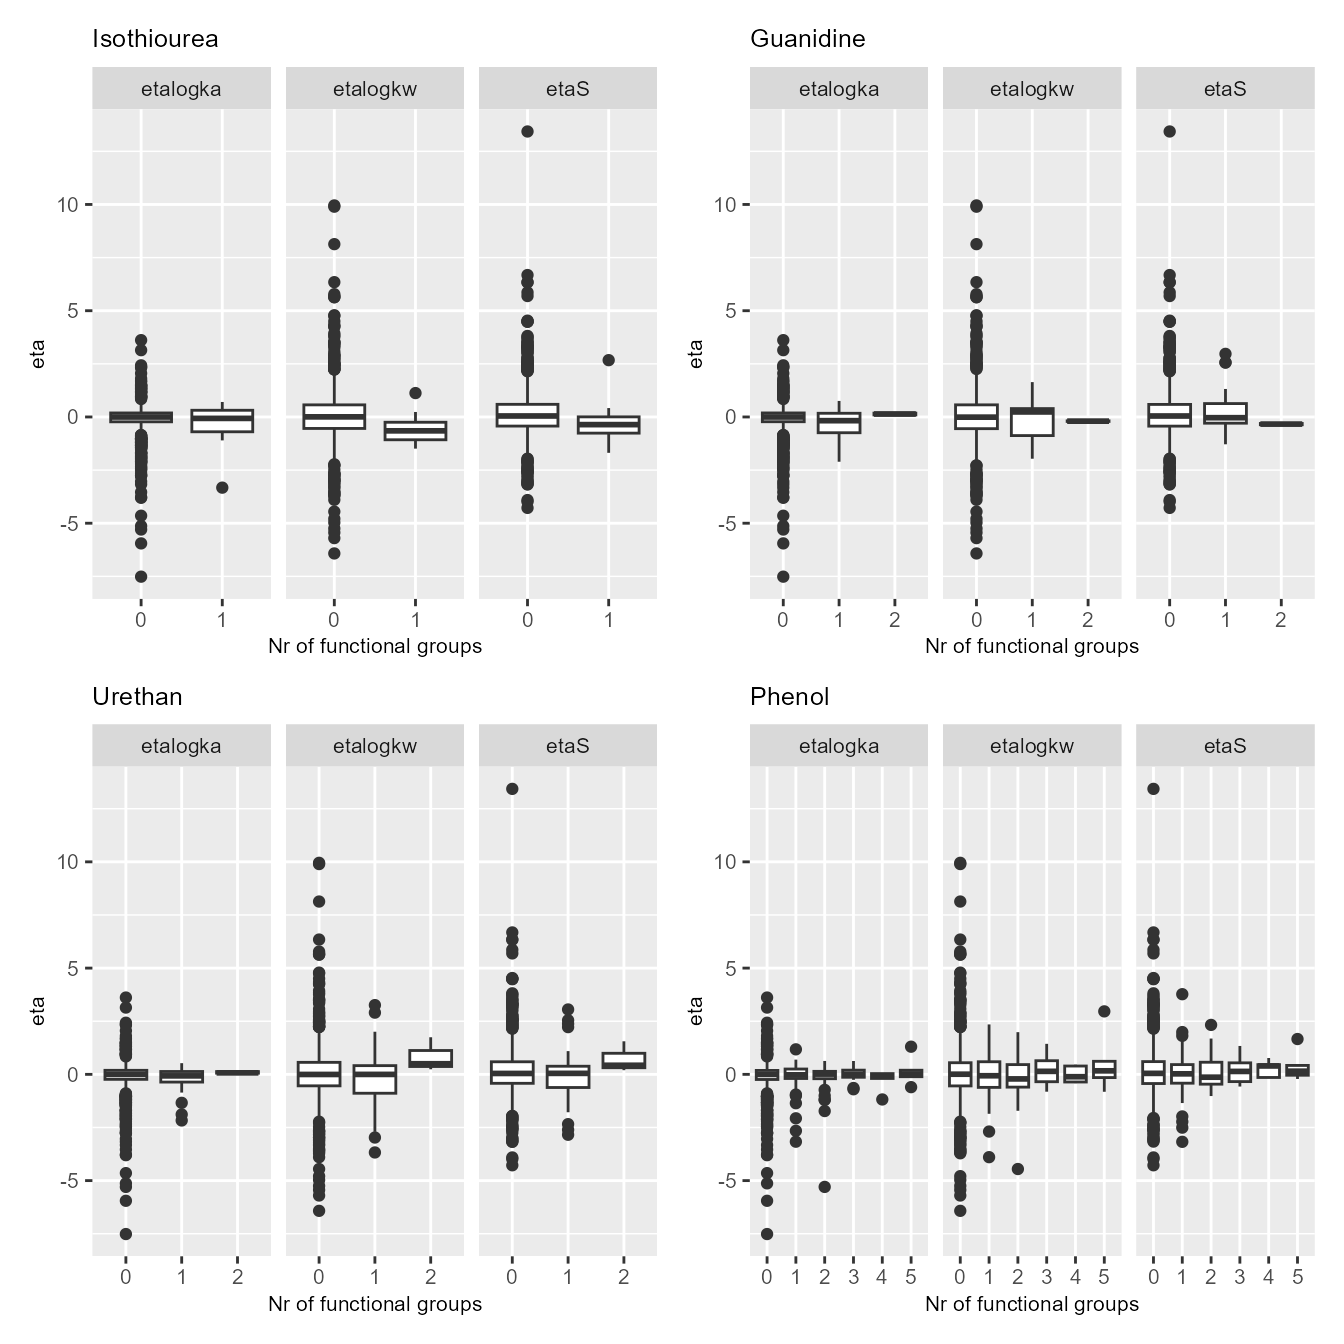 Isothiourea
etalogka etalogkw etaS
10
5
0
-5
eta
0 1 0 1 0 1
Nr of functional groups
Guanidine
etalogka etalogkw etaS
10
5
0
-5
eta
0 1 2 0 1 2 0 1 2
Nr of functional groups
Urethan
etalogka etalogkw etaS
10
5
0
-5
eta
0 1 2 0 1 2 0 1 2
Nr of functional groups
Phenol
etalogka etalogkw etaS
10
5
0
-5
eta
0 1 2 3 4 5 0 1 2 3 4 5 0 1 2 3 4 5
Nr of functional groups